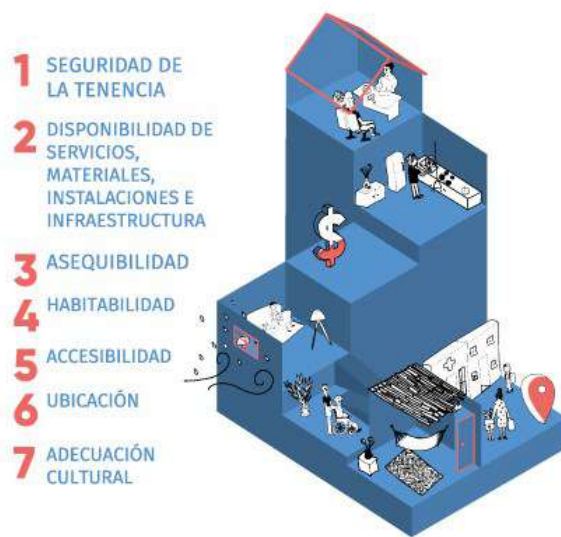 1 SEGURIDAD DE
LA TENENCIA
2 DISPONIBILIDAD DE
SERVICIOS,
MATERIALES,
INSTALACIONES E
INFRAESTRUCTURA
3 ASEQUIBILIDAD
4 HABITABILIDAD
5 ACCESIBILIDAD
6 UBICACIÓN
7 ADECUACIÓN
CULTURAL
$